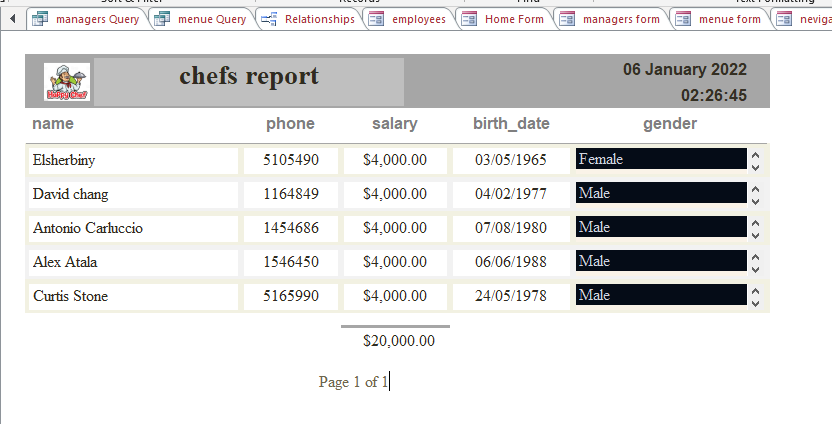 managers Query menue Query Relationships employees Home Form managers form menue form neviga
chefs report
06 January 2022
02:26:45
name phone salary birth_date gender
Elsherbiny 5105490 $4,000.00 03/05/1965 Female
David chang 1164849 $4,000.00 04/02/1977 Male
Antonio Carluccio 1454686 $4,000.00 07/08/1980 Male
Alex Atala 1546450 $4,000.00 06/06/1988 Male
Curtis Stone 5165990 $4,000.00 24/05/1978 Male
$20,000.00
Page 1 of 1